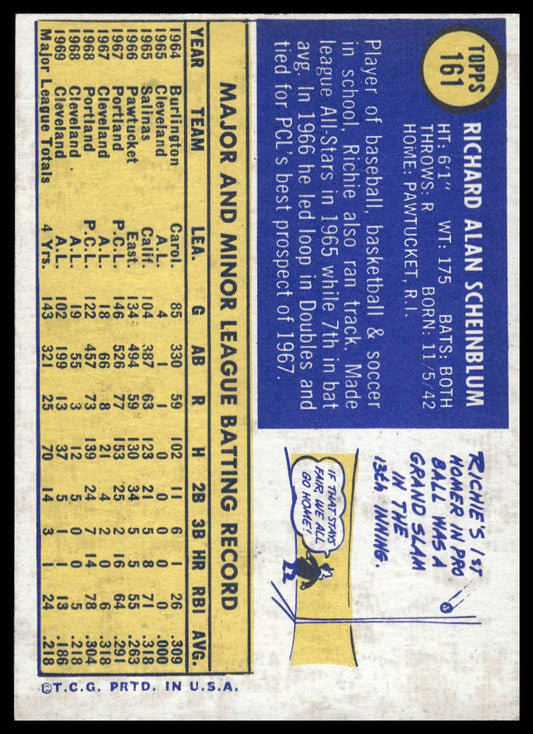 TOPPS
161
RICHARD ALAN SCHEINBLUM
HT: 6'1" WT: 175 BATS: BOTH
THROWS: R BORN: 11/5/42
HOME: PAWTUCKET, R.I.
Player of baseball, basketball & soccer
in school, Richie also ran track. Made
league All-Stars in 1965 while 7th in bat
avg. In 1966 he led loop in Doubles and
tied for PCL's best prospect of 1967.
RICHIE'S 1st
HOMER IN PRO
BALL WAS A
GRAND SLAM
IN THE
13th INNING.
IF THAT STAYS
FAIR, WE ALL
GO HOME!
MAJOR AND MINOR LEAGUE BATTING RECORD
YEAR TEAM LEA. G AB R H 2B 3B HR RBI AVG.
1964 Burlington Carol. 85 330 59 102 11 6 1 26 .309
1965 Cleveland A.L. 4 1 1 0 0 0 0 0 .000
1965 Salinas Calif. 104 387 63 123 21 5 8 71 .318
1966 Pawtucket East. 134 494 59 130 34 5 6 55 .263
1967 Portland P.C.L. 146 526 77 153 25 2 16 64 .291
1967 Cleveland A.L. 18 66 8 21 4 2 0 6 .318
1968 Portland P.C.L. 122 457 73 139 24 7 14 78 .304
1968 Cleveland A.L. 19 55 3 12 5 0 0 5 .218
1969 Cleveland A.L. 102 199 13 37 5 1 1 13 .186
Major League Totals 4 Yrs. 143 321 25 70 14 3 1 24 .218
©T.C.G. PRTD. IN U.S.A.